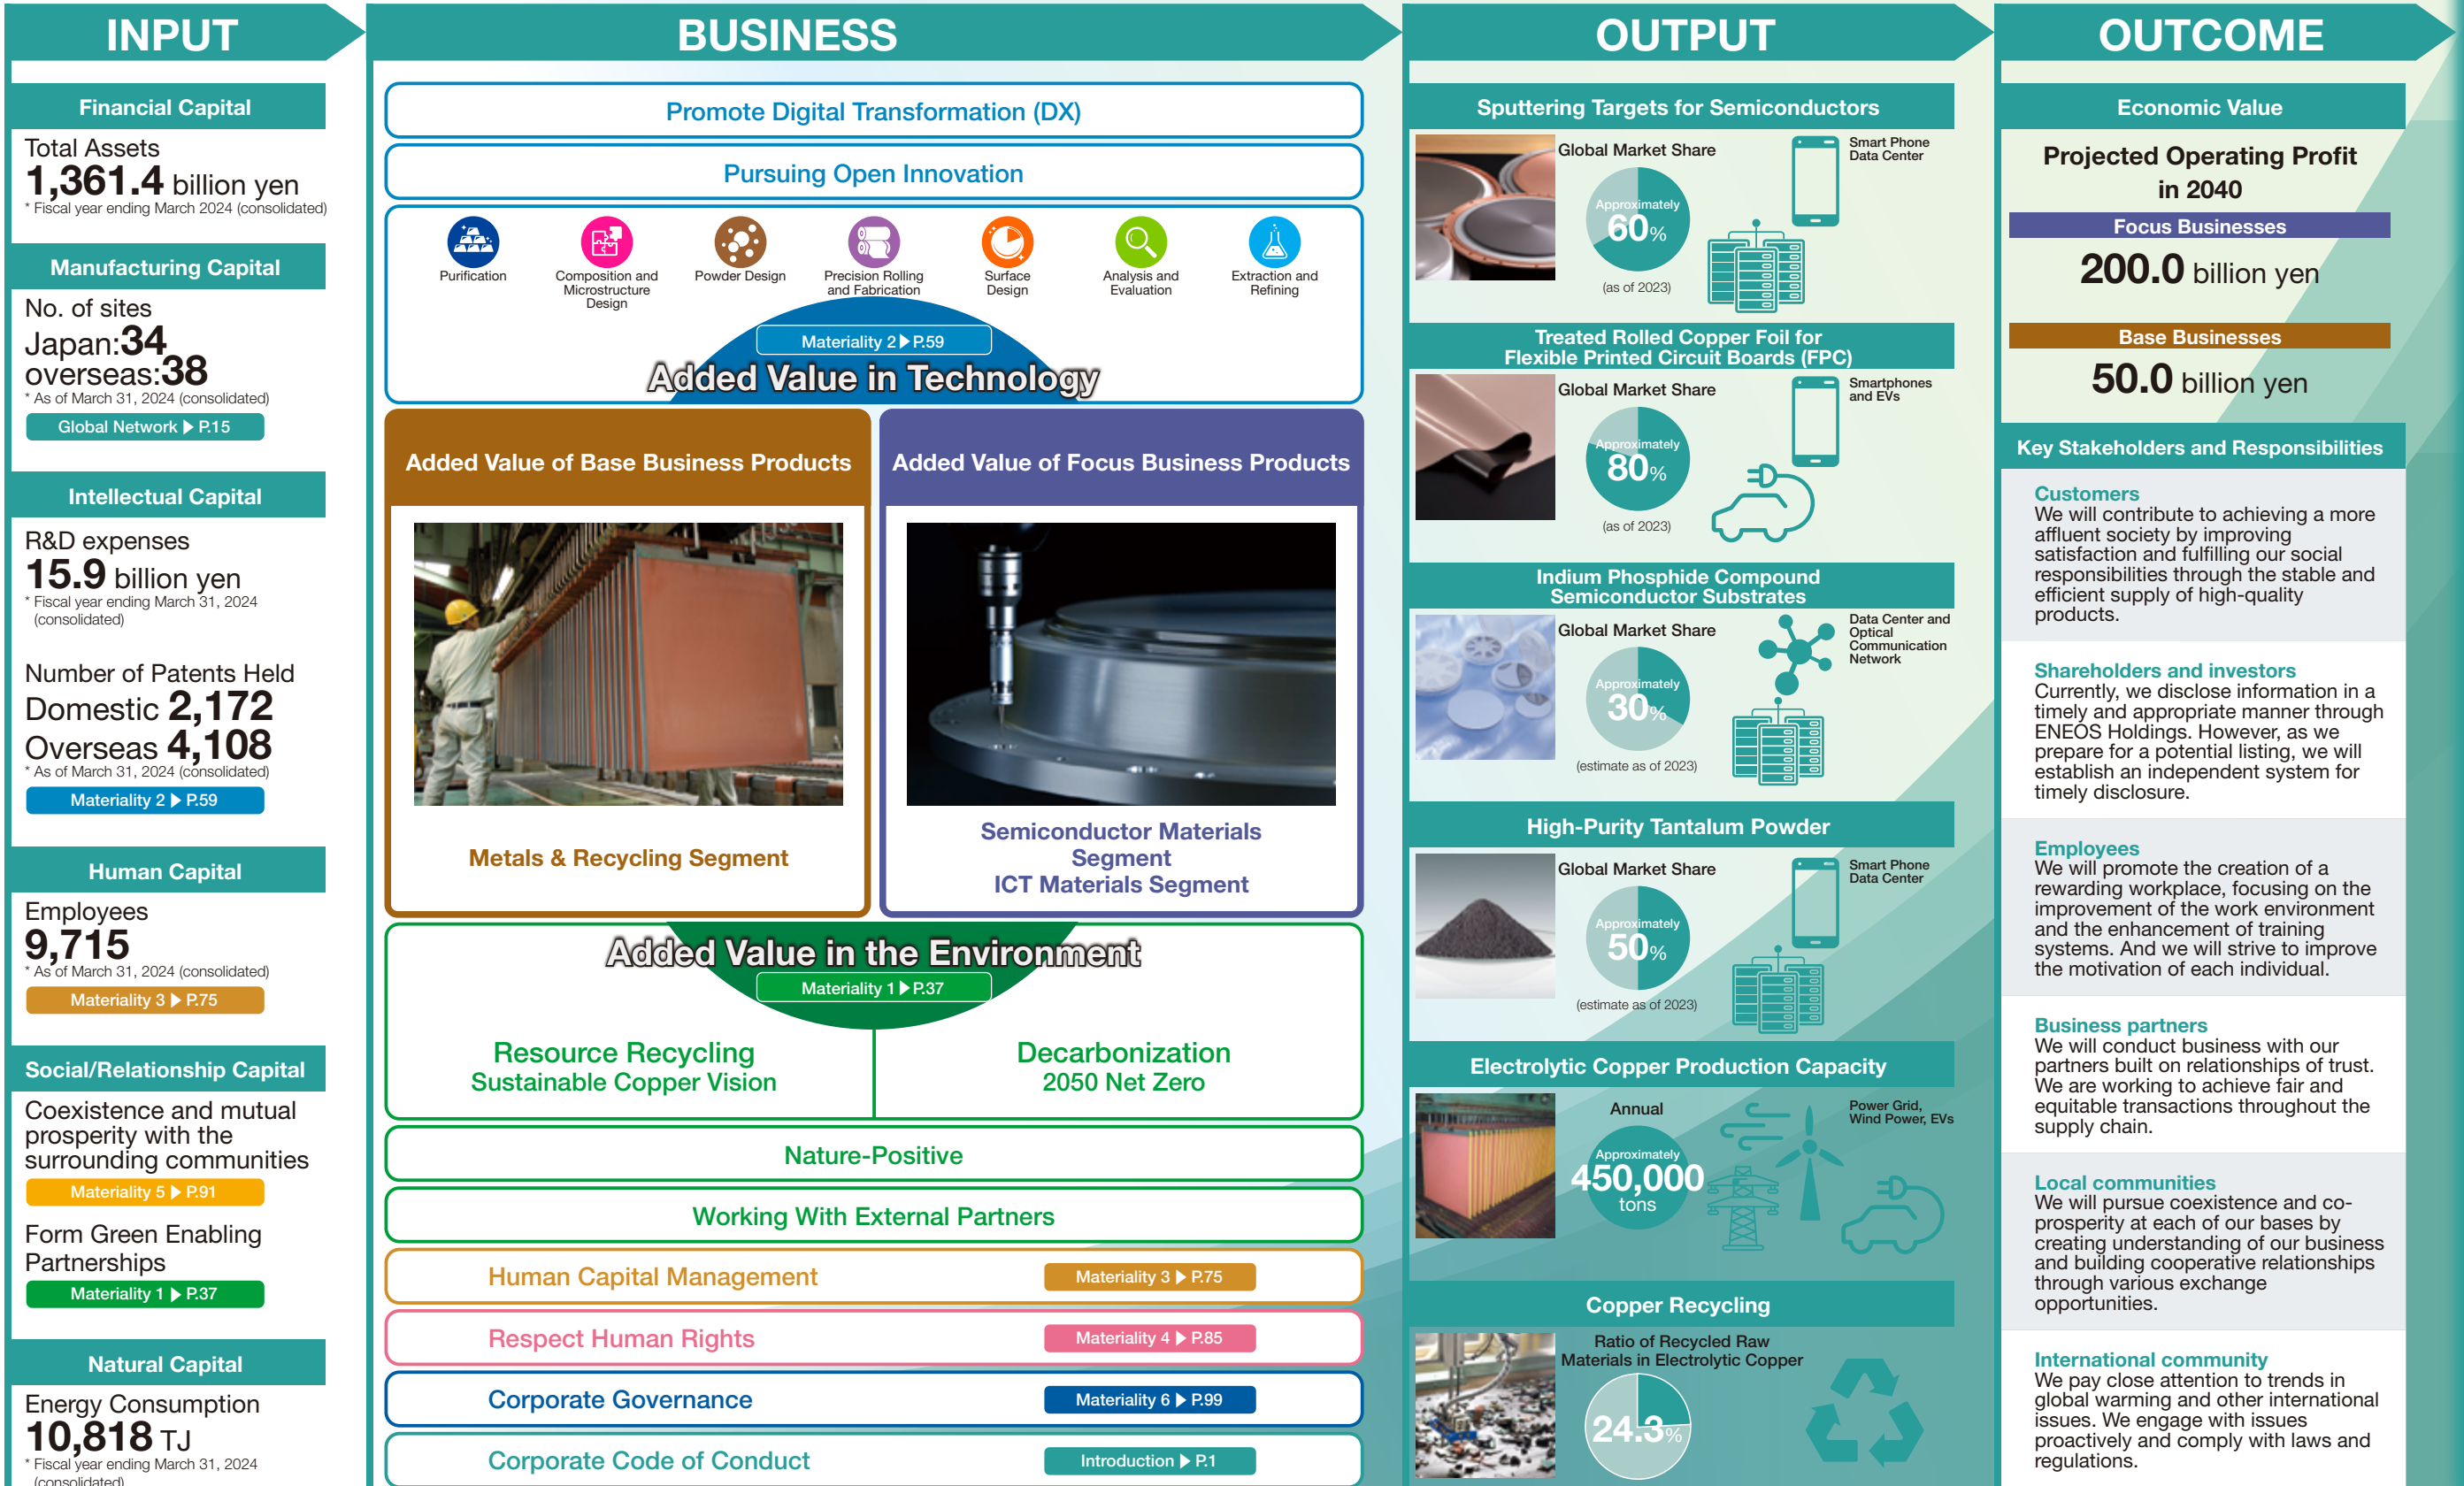 INPUT
Financial Capital
Total Assets
1,361.4 billion yen
* Fiscal year ending March 2024 (consolidated)
Manufacturing Capital
No. of sites
Japan:34
overseas:38
* As of March 31, 2024 (consolidated)
Global Network ▶ P.15
Intellectual Capital
R&D expenses
15.9 billion yen
* Fiscal year ending March 31, 2024
(consolidated)
Number of Patents Held
Domestic 2,172
Overseas 4,108
* As of March 31, 2024 (consolidated)
Materiality 2 ▶ P.59
Human Capital
Employees
9,715
* As of March 31, 2024 (consolidated)
Materiality 3 ▶ P.75
Social/Relationship Capital
Coexistence and mutual
prosperity with the
surrounding communities
Materiality 5 ▶ P.91
Form Green Enabling
Partnerships
Materiality 1 ▶ P.37
Natural Capital
Energy Consumption
10,818 TJ
* Fiscal year ending March 31, 2024
(consolidated)
BUSINESS
Promote Digital Transformation (DX)
Pursuing Open Innovation
Purification
Composition and
Microstructure
Design
Powder Design
Precision Rolling
and Fabrication
Surface
Design
Analysis and
Evaluation
Extraction and
Refining
Materiality 2 ▶ P.59
Added Value in Technology
Added Value of Base Business Products
Metals & Recycling Segment
Added Value of Focus Business Products
Semiconductor Materials
Segment
ICT Materials Segment
Added Value in the Environment
Materiality 1 ▶ P.37
Resource Recycling
Sustainable Copper Vision
Decarbonization
2050 Net Zero
Nature-Positive
Working With External Partners
Human Capital Management
Materiality 3 ▶ P.75
Respect Human Rights
Materiality 4 ▶ P.85
Corporate Governance
Materiality 6 ▶ P.99
Corporate Code of Conduct
Introduction ▶ P.1
OUTPUT
Sputtering Targets for Semiconductors
Global Market Share
Approximately
60%
(as of 2023)
Smart Phone
Data Center
Treated Rolled Copper Foil for
Flexible Printed Circuit Boards (FPC)
Global Market Share
Approximately
80%
(as of 2023)
Smartphones
and EVs
Indium Phosphide Compound
Semiconductor Substrates
Global Market Share
Approximately
30%
(estimate as of 2023)
Data Center and
Optical
Communication
Network
High-Purity Tantalum Powder
Global Market Share
Approximately
50%
(estimate as of 2023)
Smart Phone
Data Center
Electrolytic Copper Production Capacity
Annual
Approximately
450,000
tons
Power Grid,
Wind Power, EVs
Copper Recycling
Ratio of Recycled Raw
Materials in Electrolytic Copper
24.3%
OUTCOME
Economic Value
Projected Operating Profit
in 2040
Focus Businesses
200.0 billion yen
Base Businesses
50.0 billion yen
Key Stakeholders and Responsibilities
Customers
We will contribute to achieving a more
affluent society by improving
satisfaction and fulfilling our social
responsibilities through the stable and
efficient supply of high-quality
products.
Shareholders and investors
Currently, we disclose information in a
timely and appropriate manner through
ENEOS Holdings. However, as we
prepare for a potential listing, we will
establish an independent system for
timely disclosure.
Employees
We will promote the creation of a
rewarding workplace, focusing on the
improvement of the work environment
and the enhancement of training
systems. And we will strive to improve
the motivation of each individual.
Business partners
We will conduct business with our
partners built on relationships of trust.
We are working to achieve fair and
equitable transactions throughout the
supply chain.
Local communities
We will pursue coexistence and co-
prosperity at each of our bases by
creating understanding of our business
and building cooperative relationships
through various exchange
opportunities.
International community
We pay close attention to trends in
global warming and other international
issues. We engage with issues
proactively and comply with laws and
regulations.